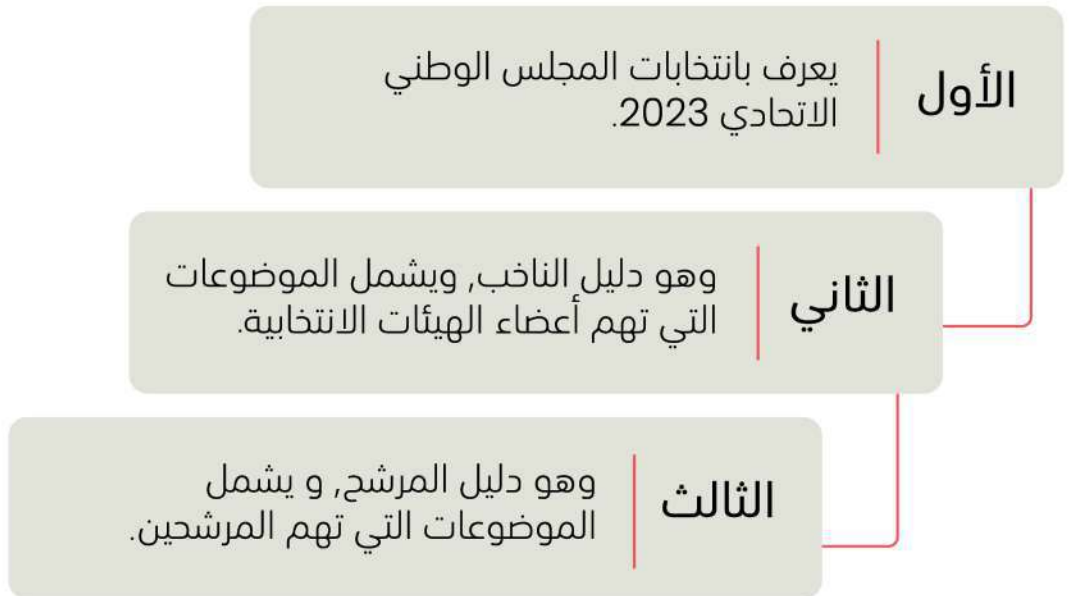 الأول
يعرف بانتخابات المجلس الوطني
الاتحادي 2023.
الثاني
وهو دليل الناخب, ويشمل الموضوعات
التي تهم أعضاء الهيئات الانتخابية.
الثالث
وهو دليل المرشح, و يشمل
الموضوعات التي تهم المرشحين.